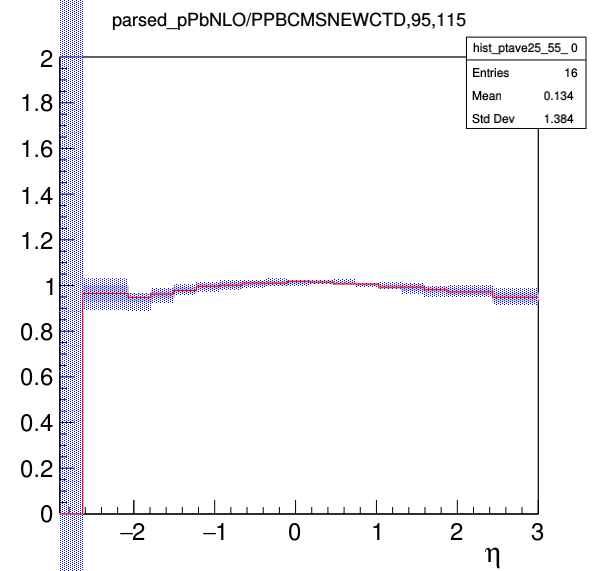 parsed_pPbNLO/PPBCMSNEWCTD,95,115
hist_ptave25_55_ 0
Entries 16
Mean 0.134
Std Dev 1.384
2
1.8
1.6
1.4
1.2
1
0.8
0.6
0.4
0.2
0
−2 −1 0 1 2 3
η